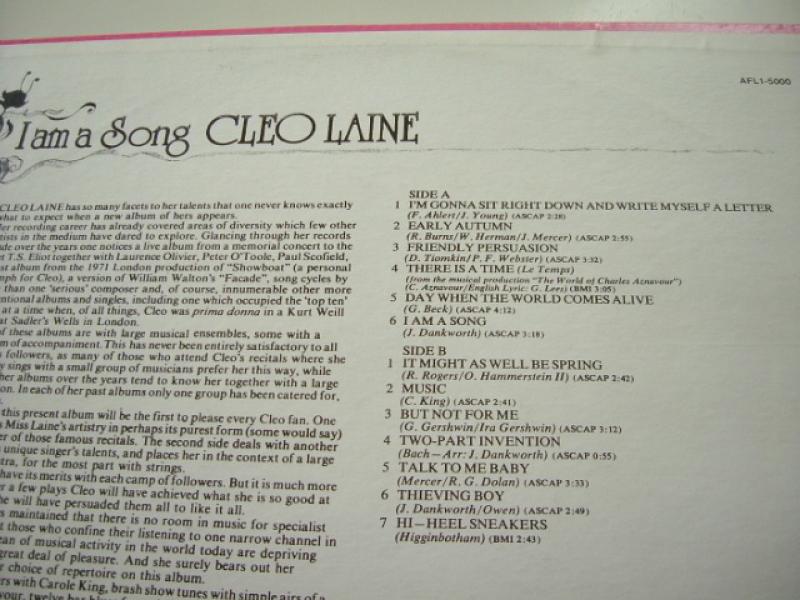 AFL1-5000
I am a Song CLEO LAINE
CLEO LAINE has so many facets to her talents that one never knows exactly
what to expect when a new album of hers appears.
Her recording career has already covered areas of diversity which few other
in the medium have dared to explore. Glancing through her records
over the years one notices a live album from a memorial concert to the
T.S. Eliot together with Laurence Olivier, Peter O'Toole, Paul Scofield,
album from the 1971 London production of "Showboat" (a personal
for Cleo), a version of William Walton's "Facade", song cycles by
than one 'serious' composer and, of course, innumerable other more
albums and singles, including one which occupied the 'top ten'
at a time when, of all things, Cleo was prima donna in a Kurt Weill
at Sadler's Wells in London.
of these albums are with large musical ensembles, some with a
of accompaniment. This has never been entirely satisfactory to all
followers, as many of those who attend Cleo's recitals where she
sings with a small group of musicians prefer her this way, while
her albums over the years tend to know her together with a large
In each of her past albums only one group has been catered for,
this present album will be the first to please every Cleo fan. One
Miss Laine's artistry in perhaps its purest form (some would say)
of those famous recitals. The second side deals with another
unique singer's talents, and places her in the context of a large
for the most part with strings.
have its merits with each camp of followers. But it is much more
a few plays Cleo will have achieved what she is so good at
will have persuaded them all to like it all.
maintained that there is no room in music for specialist
those who confine their listening to one narrow channel in
of musical activity in the world today are depriving
great deal of pleasure. And she surely bears out her
choice of repertoire on this album.
with Carole King, brash show tunes with simple airs of a
SIDE A
1 I'M GONNA SIT RIGHT DOWN AND WRITE MYSELF A LETTER
(F. Ahlert/J. Young) (ASCAP 2:28)
2 EARLY AUTUMN
(R. Burns/W. Herman/J. Mercer) (ASCAP 2:55)
3 FRIENDLY PERSUASION
(D. Tiomkin/P. F. Webster) (ASCAP 3:32)
4 THERE IS A TIME (Le Temps)
(from the musical production "The World of Charles Aznavour")
(C. Aznavour/English Lyric: G. Lees) (BMI 3:05)
5 DAY WHEN THE WORLD COMES ALIVE
(G. Beck) (ASCAP 4:12)
6 I AM A SONG
(J. Dankworth) (ASCAP 3:18)
SIDE B
1 IT MIGHT AS WELL BE SPRING
(R. Rogers/O. Hammerstein II) (ASCAP 2:42)
2 MUSIC
(C. King) (ASCAP 2:41)
3 BUT NOT FOR ME
(G. Gershwin/Ira Gershwin) (ASCAP 3:12)
4 TWO-PART INVENTION
(Bach—Arr: J. Dankworth) (ASCAP 0:55)
5 TALK TO ME BABY
(Mercer/R. G. Dolan) (ASCAP 3:33)
6 THIEVING BOY
(J. Dankworth/Owen) (ASCAP 2:49)
7 HI—HEEL SNEAKERS
(Higginbotham) (BMI 2:43)